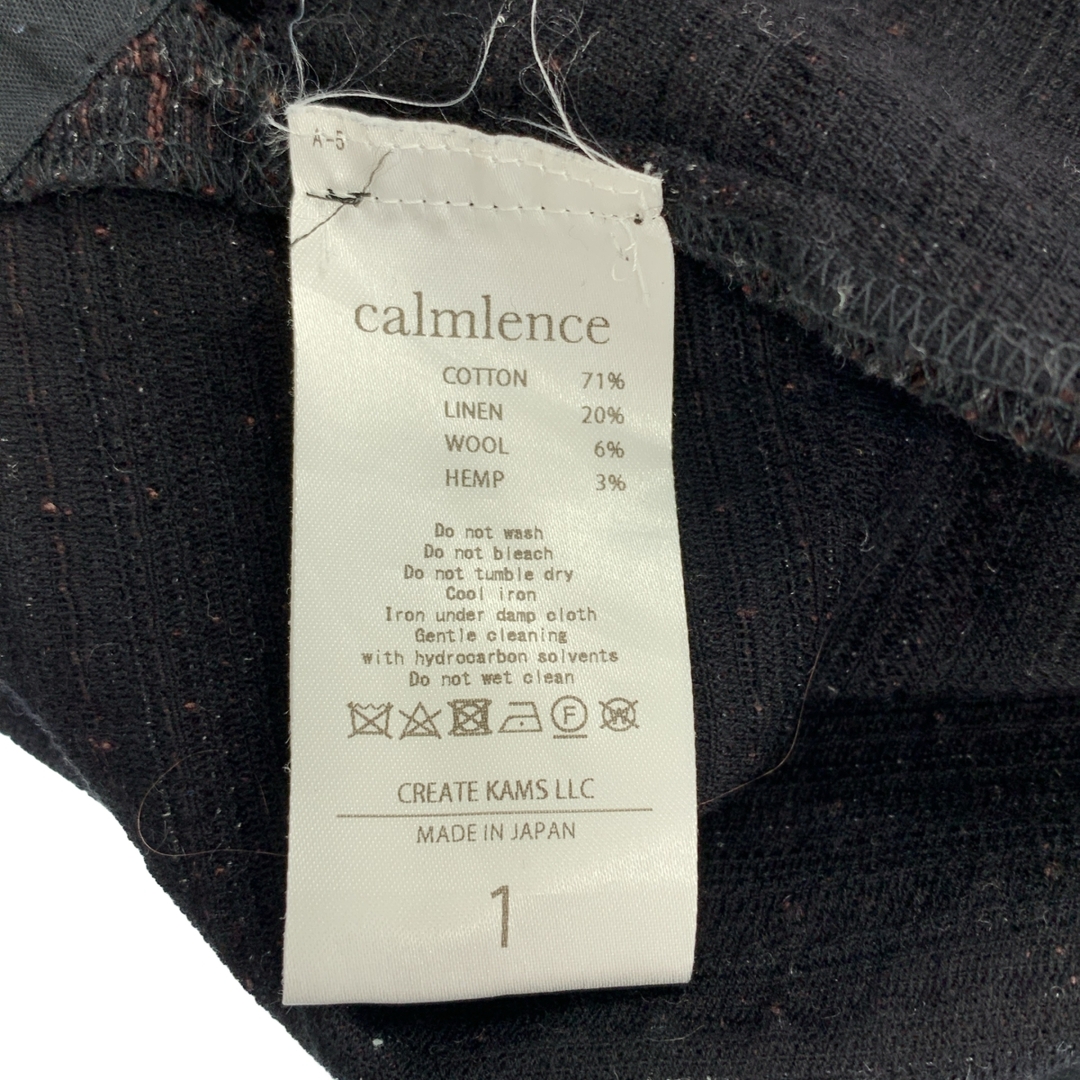 A-5
calmlence
COTTON 71%
LINEN 20%
WOOL 6%
HEMP 3%
Do not wash
Do not bleach
Do not tumble dry
Cool iron
Iron under damp cloth
Gentle cleaning
with hydrocarbon solvents
Do not wet clean
F W
CREATE KAMS LLC
MADE IN JAPAN
1